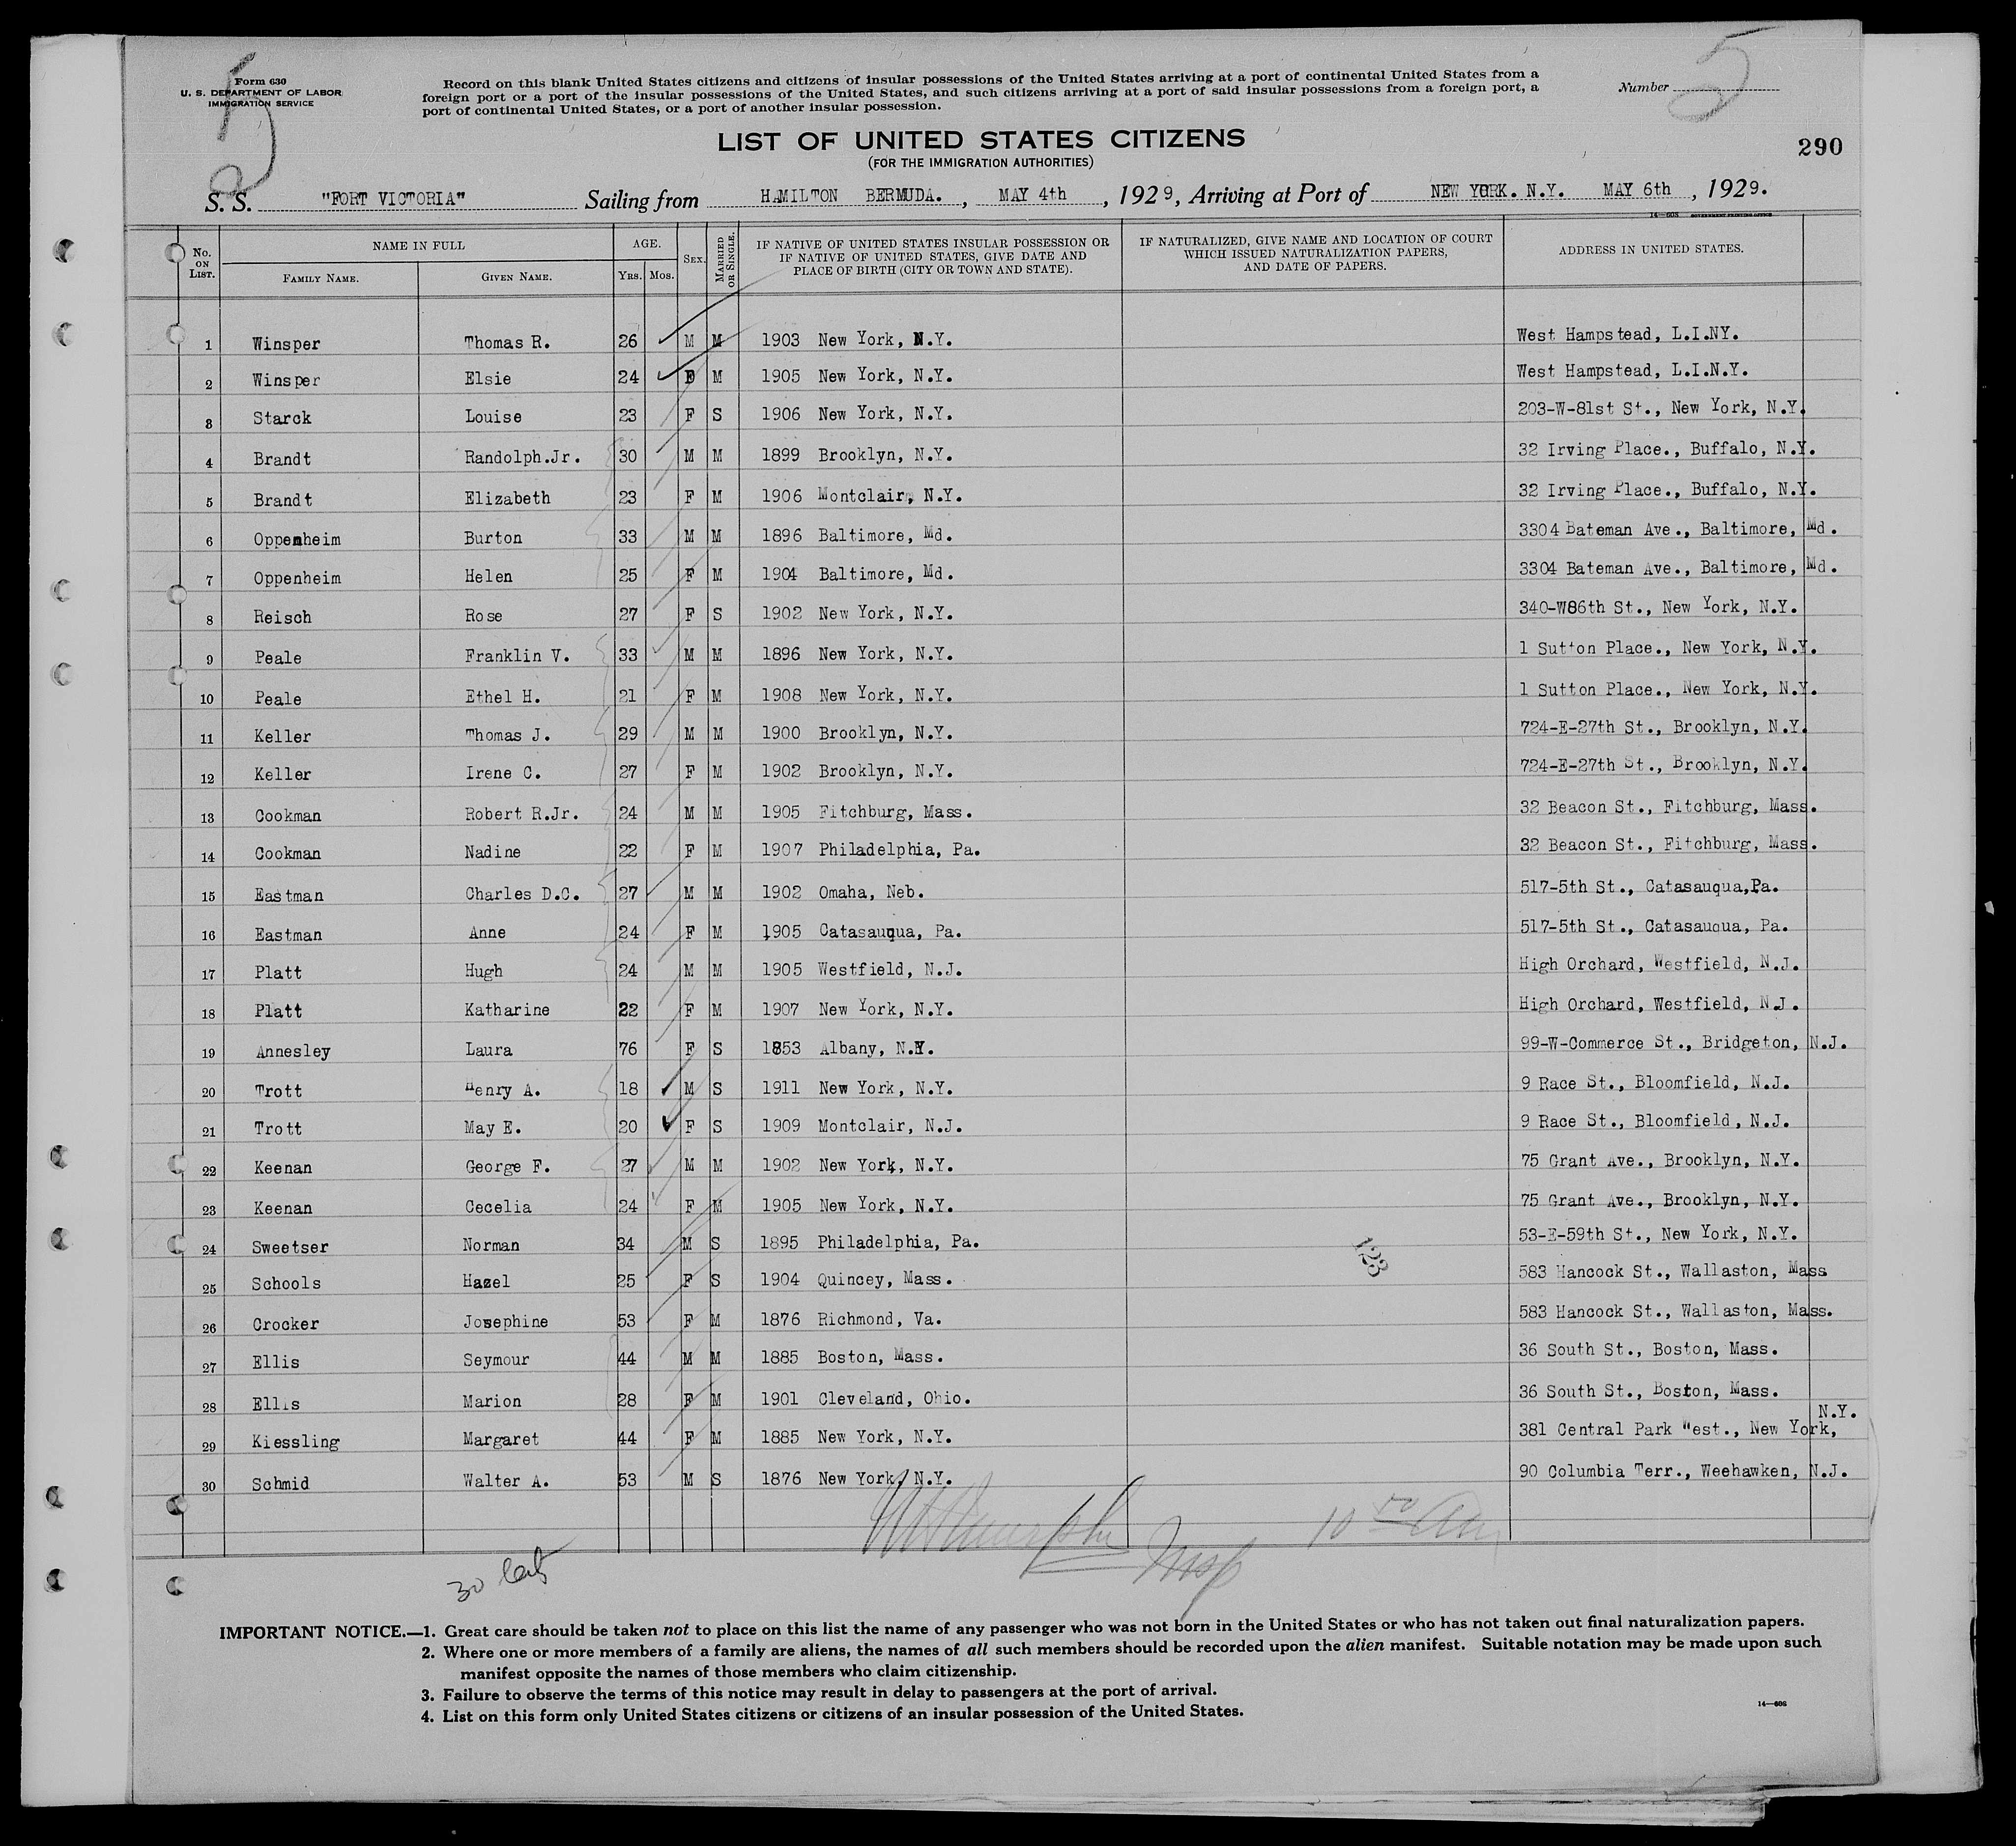 Form 630
U. S. DEPARTMENT OF LABOR
IMMIGRATION SERVICE
Record on this blank United States citizens and citizens of insular possessions of the United States arriving at a port of continental United States from a
foreign port or a port of the insular possessions of the United States, and such citizens arriving at a port of said insular possessions from a foreign port, a
port of continental United States, or a port of another insular possession.
Number 5
LIST OF UNITED STATES CITIZENS
(FOR THE IMMIGRATION AUTHORITIES)
290
S. S. "FORT VICTORIA" Sailing from HAMILTON BERMUDA. , MAY 4th , 1929, Arriving at Port of NEW YORK. N.Y. MAY 6th , 1929.
No. ON LIST. NAME IN FULL FAMILY NAME. GIVEN NAME. AGE. Yrs. Mos. SEX. MARRIED OR SINGLE. IF NATIVE OF UNITED STATES INSULAR POSSESSION OR IF NATIVE OF UNITED STATES, GIVE DATE AND PLACE OF BIRTH (CITY OR TOWN AND STATE). IF NATURALIZED, GIVE NAME AND LOCATION OF COURT WHICH ISSUED NATURALIZATION PAPERS, AND DATE OF PAPERS. ADDRESS IN UNITED STATES.
1 Winsper Thomas R. 26 M M 1903 New York, N.Y. West Hampstead, L.I.NY.
2 Winsper Elsie 24 F M 1905 New York, N.Y. West Hampstead, L.I.N.Y.
3 Starck Louise 23 F S 1906 New York, N.Y. 203-W-81st St., New York, N.Y.
4 Brandt Randolph.Jr. 30 M M 1899 Brooklyn, N.Y. 32 Irving Place., Buffalo, N.Y.
5 Brandt Elizabeth 23 F M 1906 Montclair, N.Y. 32 Irving Place., Buffalo, N.Y.
6 Oppenheim Burton 33 M M 1896 Baltimore, Md. 3304 Bateman Ave., Baltimore, Md.
7 Oppenheim Helen 25 F M 1904 Baltimore, Md. 3304 Bateman Ave., Baltimore, Md.
8 Reisch Rose 27 F S 1902 New York, N.Y. 340-W86th St., New York, N.Y.
9 Peale Franklin V. 33 M M 1896 New York, N.Y. 1 Sutton Place., New York, N.Y.
10 Peale Ethel H. 21 F M 1908 New York, N.Y. 1 Sutton Place., New York, N.Y.
11 Keller Thomas J. 29 M M 1900 Brooklyn, N.Y. 724-E-27th St., Brooklyn, N.Y.
12 Keller Irene C. 27 F M 1902 Brooklyn, N.Y. 724-E-27th St., Brooklyn, N.Y.
13 Cookman Robert R.Jr. 24 M M 1905 Fitchburg, Mass. 32 Beacon St., Fitchburg, Mass.
14 Cookman Nadine 22 F M 1907 Philadelphia, Pa. 32 Beacon St., Fitchburg, Mass.
15 Eastman Charles D.C. 27 M M 1902 Omaha, Neb. 517-5th St., Catasauqua,Pa.
16 Eastman Anne 24 F M 1905 Catasauqua, Pa. 517-5th St., Catasauqua, Pa.
17 Platt Hugh 24 M M 1905 Westfield, N.J. High Orchard, Westfield, N.J.
18 Platt Katharine 22 F M 1907 New York, N.Y. High Orchard, Westfield, N.J.
19 Annesley Laura 76 F S 1853 Albany, N.Y. 99-W-Commerce St., Bridgeton, N.J.
20 Trott Henry A. 18 M S 1911 New York, N.Y. 9 Race St., Bloomfield, N.J.
21 Trott May E. 20 F S 1909 Montclair, N.J. 9 Race St., Bloomfield, N.J.
22 Keenan George F. 27 M M 1902 New York, N.Y. 75 Grant Ave., Brooklyn, N.Y.
23 Keenan Cecelia 24 F M 1905 New York, N.Y. 75 Grant Ave., Brooklyn, N.Y.
24 Sweetser Norman 34 M S 1895 Philadelphia, Pa. 53-E-59th St., New York, N.Y.
128
25 Schools Hazel 25 F S 1904 Quincey, Mass. 583 Hancock St., Wallaston, Mass
26 Crocker Josephine 53 F M 1876 Richmond, Va. 583 Hancock St., Wallaston, Mass.
27 Ellis Seymour 44 M M 1885 Boston, Mass. 36 South St., Boston, Mass.
28 Ellis Marion 28 F M 1901 Cleveland, Ohio. 36 South St., Boston, Mass.
29 Kiessling Margaret 44 F M 1885 New York, N.Y. 381 Central Park West., New York, N.Y.
30 Schmid Walter A. 53 M S 1876 New York, N.Y. 90 Columbia Terr., Weehawken, N.J.
30
IMPORTANT NOTICE.—1. Great care should be taken not to place on this list the name of any passenger who was not born in the United States or who has not taken out final naturalization papers.
2. Where one or more members of a family are aliens, the names of all such members should be recorded upon the alien manifest. Suitable notation may be made upon such
manifest opposite the names of those members who claim citizenship.
3. Failure to observe the terms of this notice may result in delay to passengers at the port of arrival.
4. List on this form only United States citizens or citizens of an insular possession of the United States.